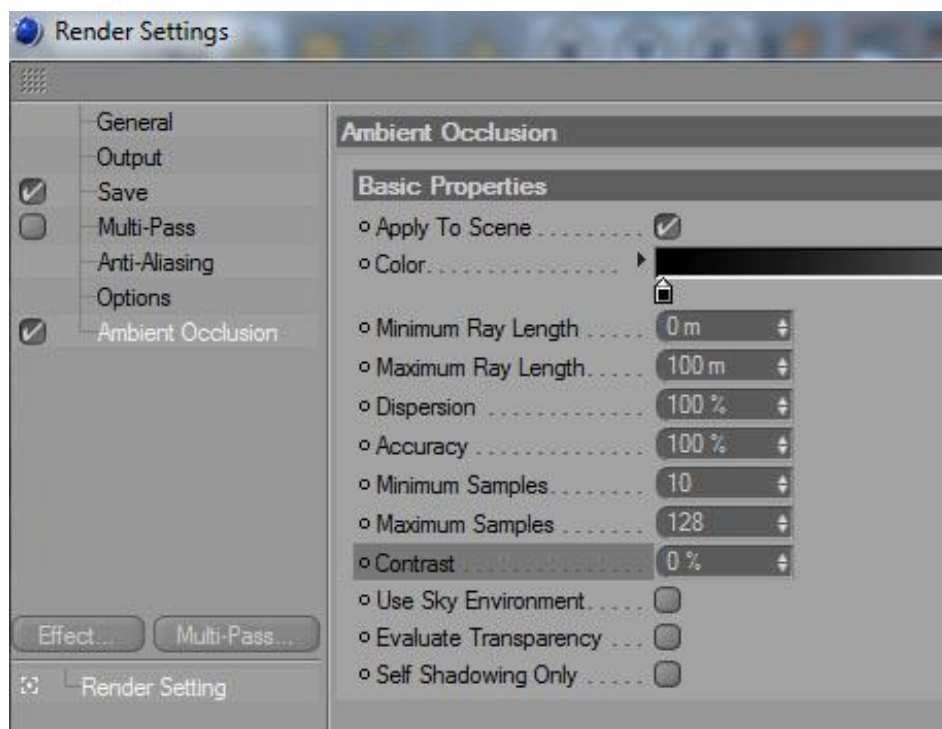 Render Settings
General
Output
Save
Multi-Pass
Anti-Aliasing
Options
Ambient Occlusion
Effect...
Multi-Pass...
Render Setting
Ambient Occlusion
Basic Properties
Apply To Scene
Color
Minimum Ray Length 0 m
Maximum Ray Length 100 m
Dispersion 100 %
Accuracy 100 %
Minimum Samples 10
Maximum Samples 128
Contrast 0 %
Use Sky Environment
Evaluate Transparency
Self Shadowing Only